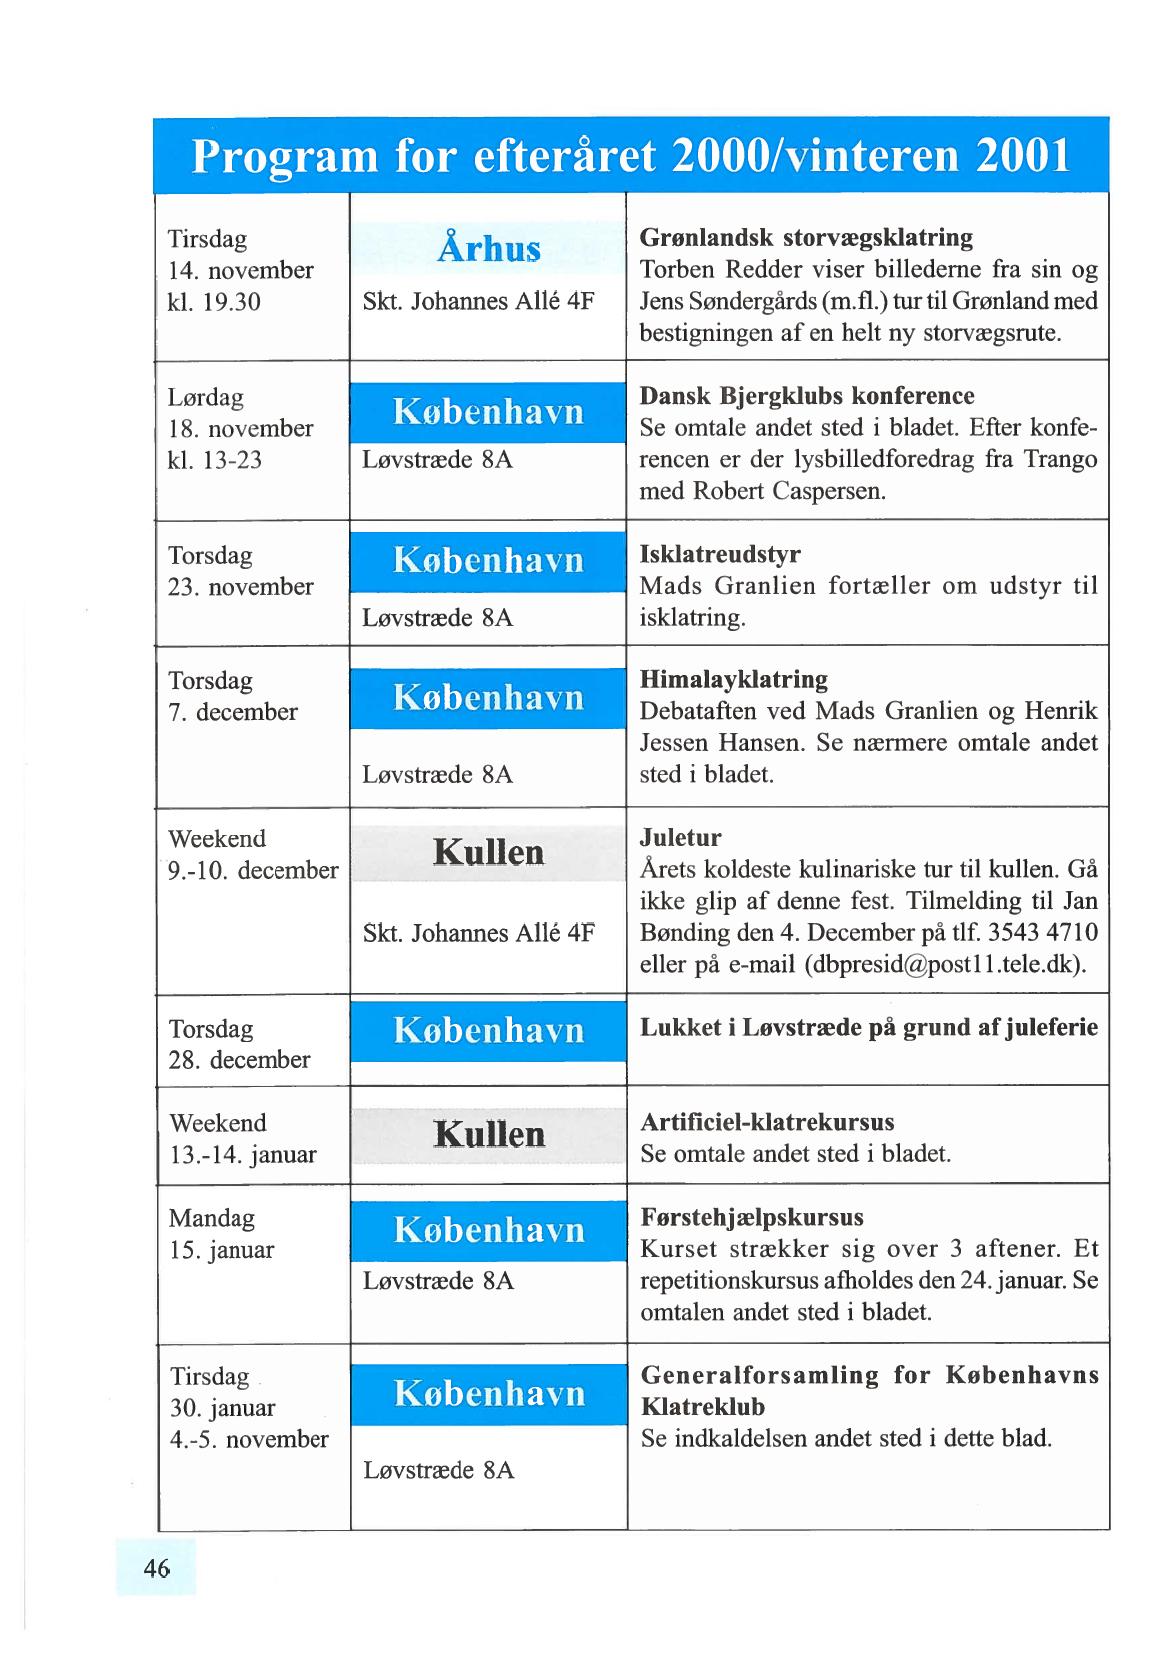 Program for efteråret 2000/vinteren 2001
Tirsdag
14. november
kl. 19.30
Århus
Skt. Johannes Allé 4F
Grønlandsk storvægsklatring
Torben Redder viser billederne fra sin og
Jens Søndergårds (m.fl.) tur til Grønland med
bestigningen af en helt ny storvægsrute.
Lørdag
18. november
kl. 13-23
København
Løvstræde 8A
Dansk Bjergklubs konference
Se omtale andet sted i bladet. Efter konfe-
rencen er der lysbilledforedrag fra Trango
med Robert Caspersen.
Torsdag
23. november
København
Løvstræde 8A
Isklatreudstyr
Mads Granlien fortæller om udstyr til
isklatring.
Torsdag
7. december
København
Løvstræde 8A
Himalayklatring
Debataften ved Mads Granlien og Henrik
Jessen Hansen. Se nærmere omtale andet
sted i bladet.
Weekend
9.-10. december
Kullen
Skt. Johannes Allé 4F
Juletur
Årets koldeste kulinariske tur til kullen. Gå
ikke glip af denne fest. Tilmelding til Jan
Bønding den 4. December på tlf. 3543 4710
eller på e-mail (dbpresid@post11.tele.dk).
Torsdag
28. december
København
Lukket i Løvstræde på grund af juleferie
Weekend
13.-14. januar
Kullen
Artificiel-klatrekursus
Se omtale andet sted i bladet.
Mandag
15. januar
København
Løvstræde 8A
Førstehjælpskursus
Kurset strækker sig over 3 aftener. Et
repetitionskursus afholdes den 24. januar. Se
omtalen andet sted i bladet.
Tirsdag
30. januar
4.-5. november
København
Løvstræde 8A
Generalforsamling for Københavns
Klatreklub
Se indkaldelsen andet sted i dette blad.
46